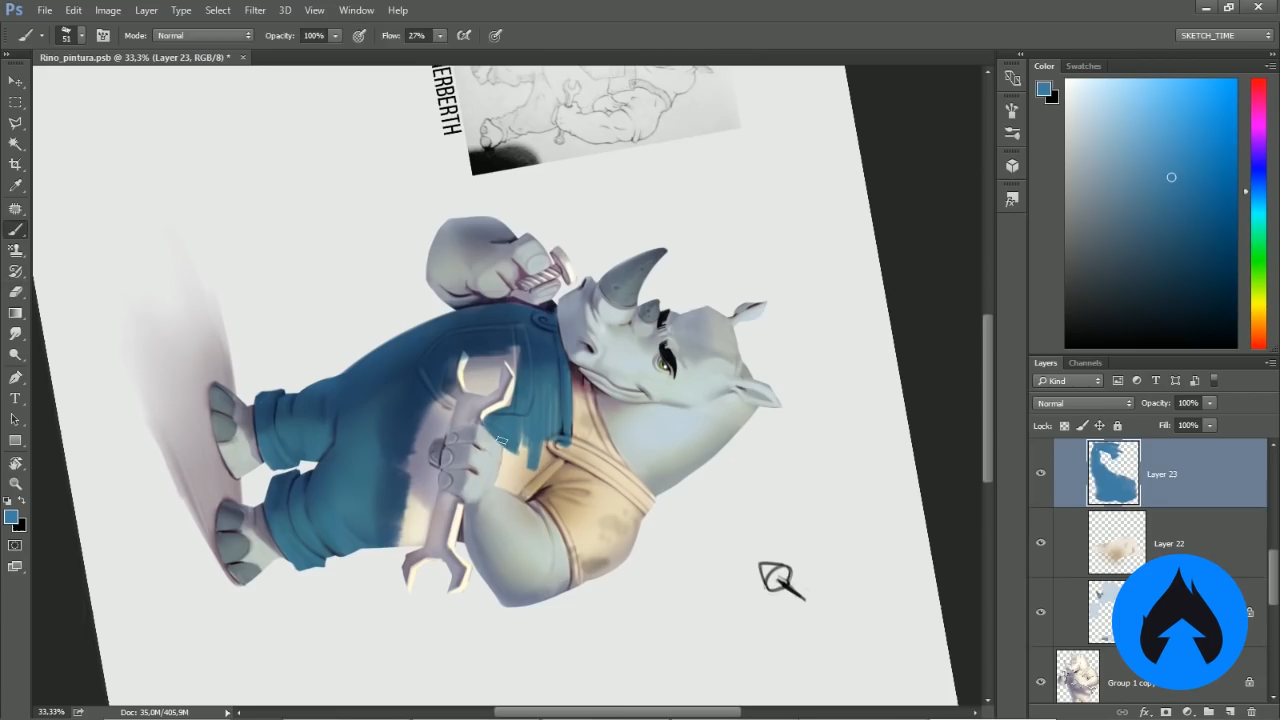 Ps File Edit Image Layer Type Select Filter 3D View Window Help
51 Mode: Normal Opacity: 100% Flow: 27% SKETCH_TIME
Rino_pintura.psb @ 33,3% (Layer 23, RGB/8) *
ERBERTH
Color Swatches
Layers Channels
Kind
Normal Opacity: 100%
Lock: Fill: 100%
Layer 23
Layer 22
Group 1 cop
33,33% Doc: 35,0M/405,9M
fx